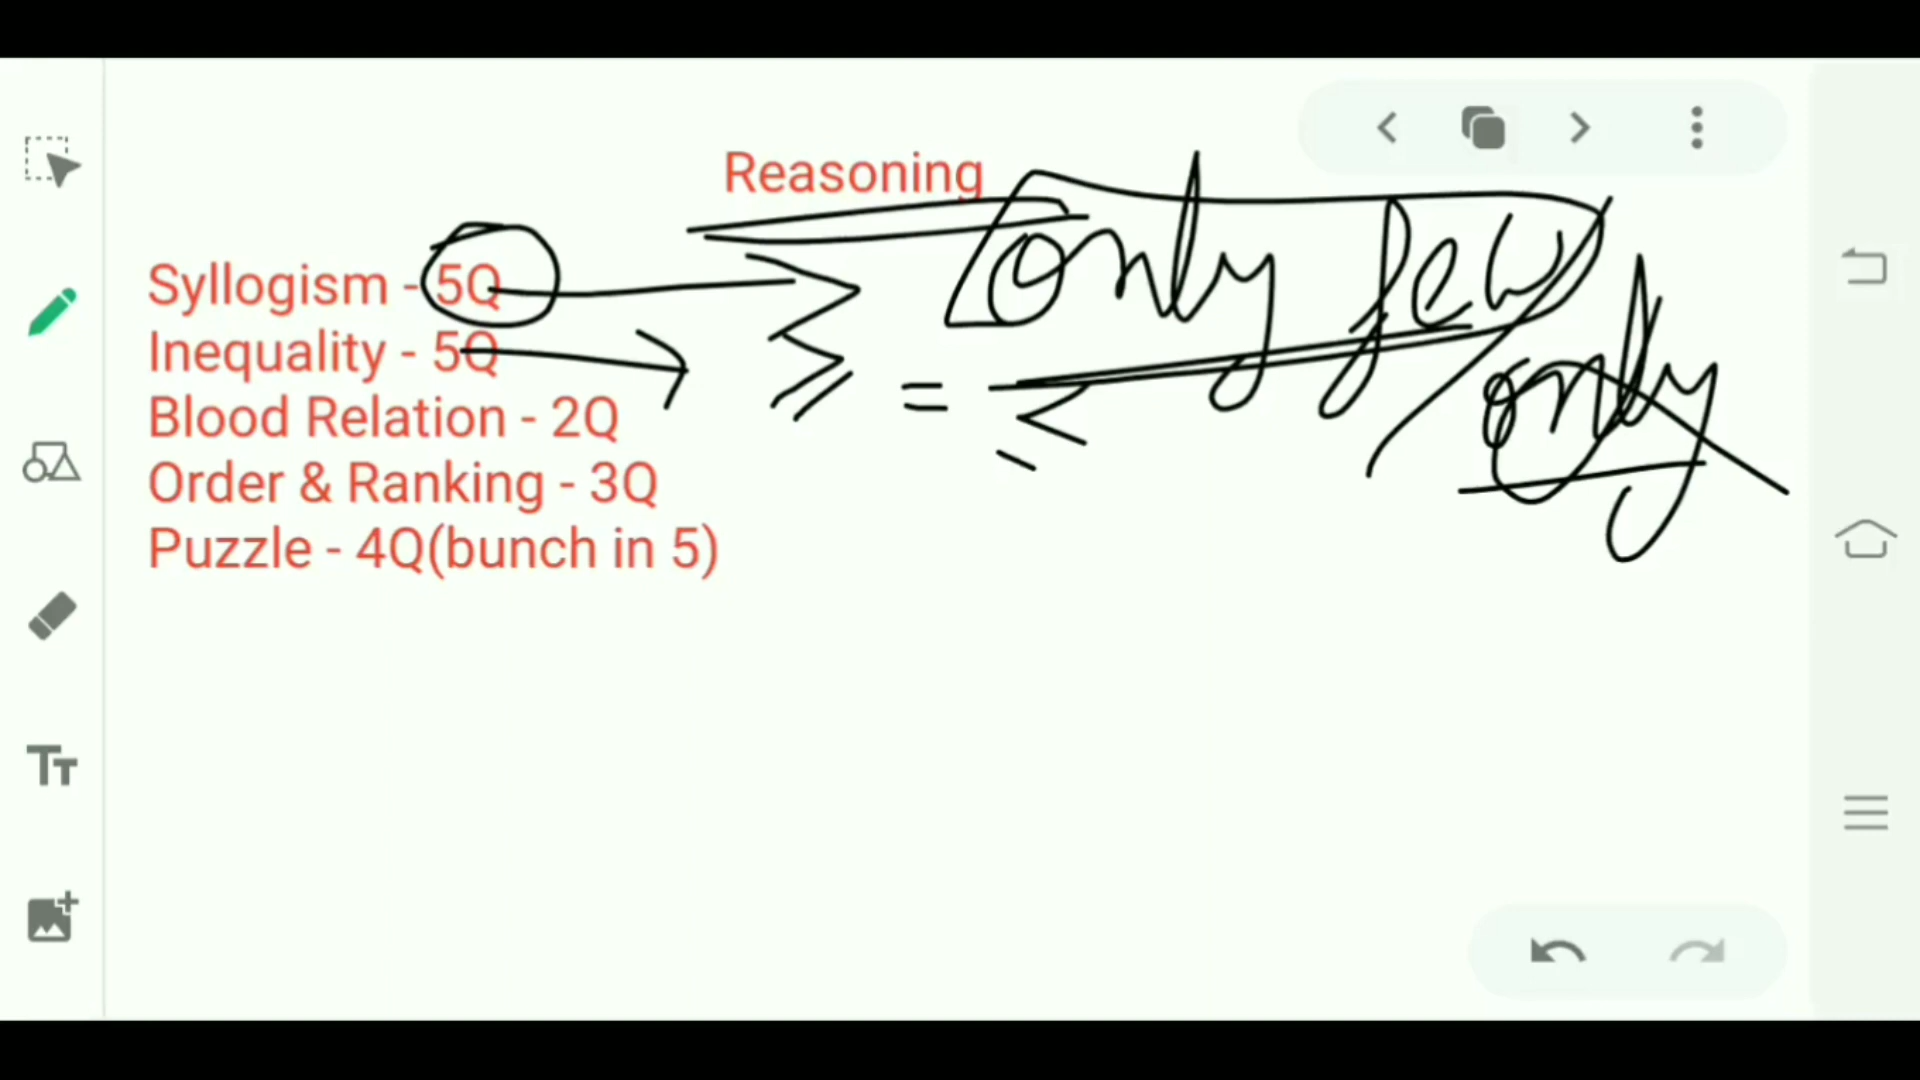 Reasoning
only few
Syllogism - 5Q
Inequality - 5Q
> ≥ = < ≤
only
Blood Relation - 2Q
Order & Ranking - 3Q
Puzzle - 4Q(bunch in 5)
Tт